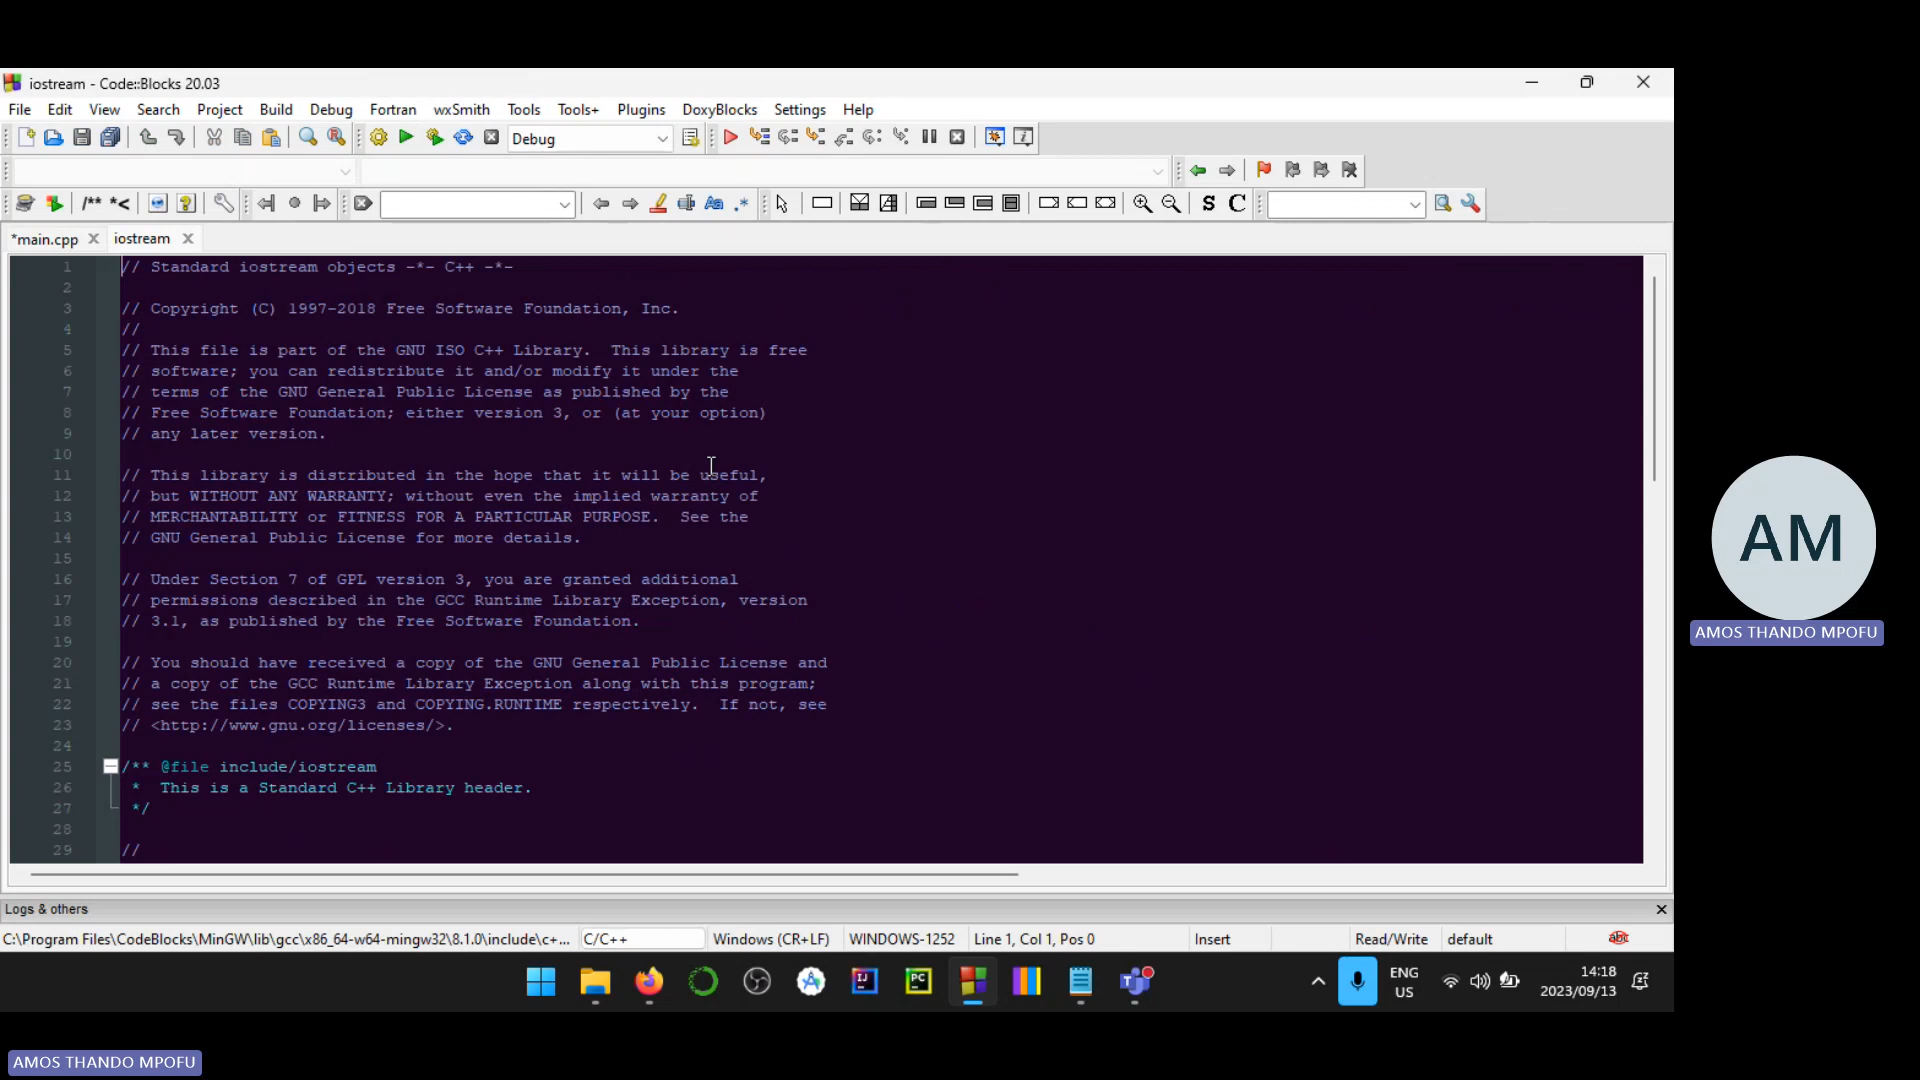 iostream - Code::Blocks 20.03
File Edit View Search Project Build Debug Fortran wxSmith Tools Tools+ Plugins DoxyBlocks Settings Help
Debug
/** *< Aa .* S C
*main.cpp iostream
1 // Standard iostream objects -*- C++ -*-
2
3 // Copyright (C) 1997-2018 Free Software Foundation, Inc.
4 //
5 // This file is part of the GNU ISO C++ Library.  This library is free
6 // software; you can redistribute it and/or modify it under the
7 // terms of the GNU General Public License as published by the
8 // Free Software Foundation; either version 3, or (at your option)
9 // any later version.
10
11 // This library is distributed in the hope that it will be useful,
12 // but WITHOUT ANY WARRANTY; without even the implied warranty of
13 // MERCHANTABILITY or FITNESS FOR A PARTICULAR PURPOSE.  See the
14 // GNU General Public License for more details.
15
16 // Under Section 7 of GPL version 3, you are granted additional
17 // permissions described in the GCC Runtime Library Exception, version
18 // 3.1, as published by the Free Software Foundation.
19
20 // You should have received a copy of the GNU General Public License and
21 // a copy of the GCC Runtime Library Exception along with this program;
22 // see the files COPYING3 and COPYING.RUNTIME respectively.  If not, see
23 // <http://www.gnu.org/licenses/>.
24
25 /** @file include/iostream
26  *  This is a Standard C++ Library header.
27  */
28
29 //
Logs & others
C:\Program Files\CodeBlocks\MinGW\lib\gcc\x86_64-w64-mingw32\8.1.0\include\c+... C/C++ Windows (CR+LF) WINDOWS-1252 Line 1, Col 1, Pos 0 Insert Read/Write default
ENG
US
14:18
2023/09/13
AM
AMOS THANDO MPOFU
AMOS THANDO MPOFU